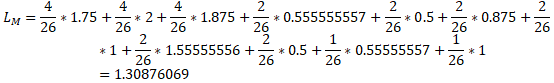 L_M = 4/26 * 1.75 + 4/26 * 2 + 4/26 * 1.875 + 2/26 * 0.555555557 + 2/26 * 0.5 + 2/26 * 0.875 + 2/26
* 1 + 2/26 * 1.55555556 + 2/26 * 0.5 + 1/26 * 0.55555557 + 1/26 * 1
= 1.30876069